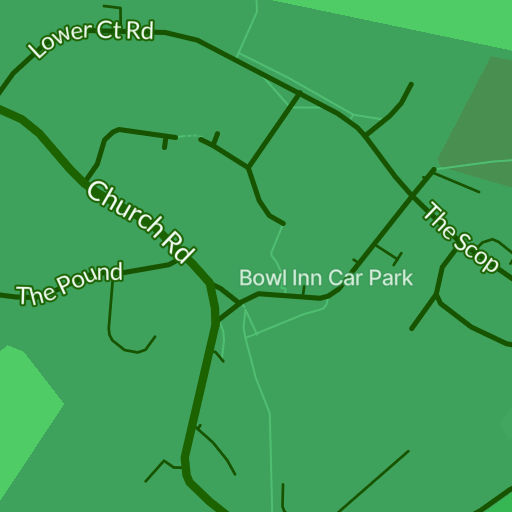 Lower Ct Rd
Church Rd
The Scop
The Pound
Bowl Inn Car Park